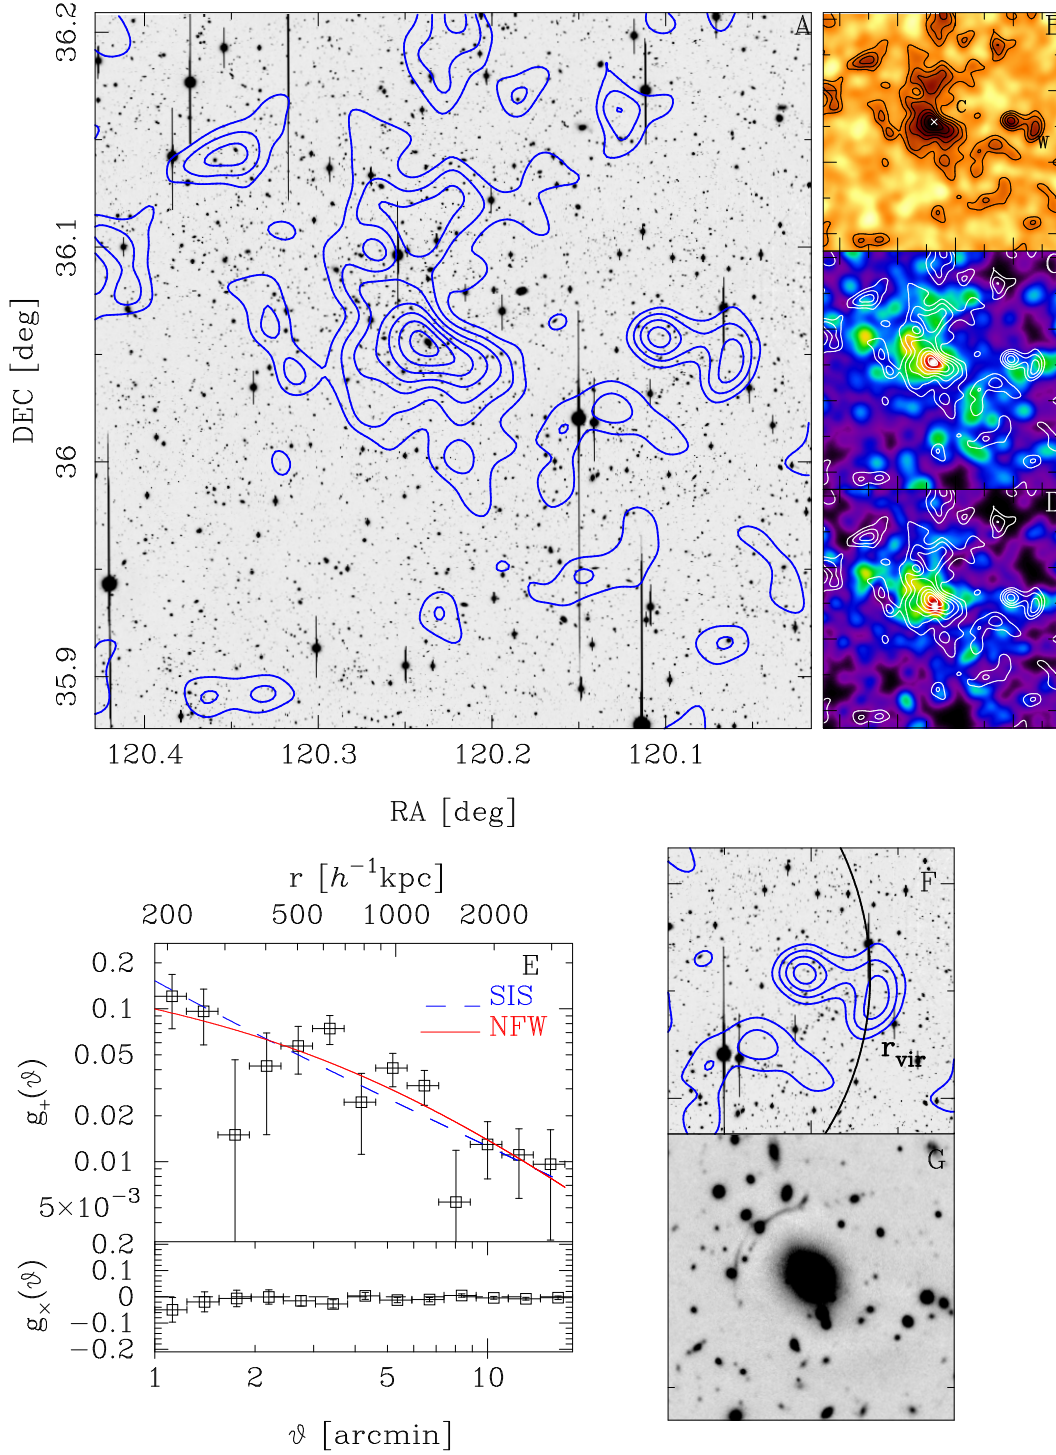 A
B
C
W
C
D
36.2
36.1
36
35.9
DEC [deg]
120.4 120.3 120.2 120.1
RA [deg]
r [h⁻¹kpc]
200 500 1000 2000
E
SIS
NFW
0.2
0.1
0.05
0.02
0.01
5×10⁻³
g₊(ϑ)
0.2
0.1
0
−0.1
−0.2
g×(ϑ)
1 2 5 10
ϑ [arcmin]
F
r_vir
G